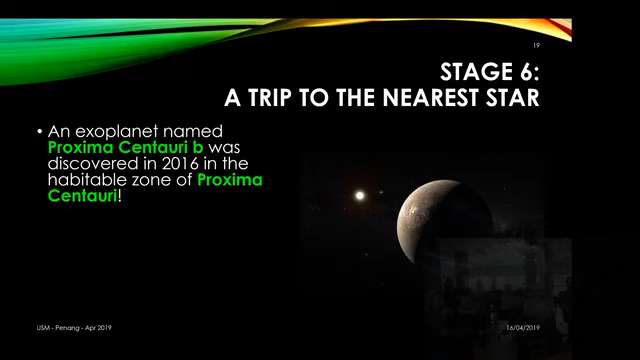 19
STAGE 6:
A TRIP TO THE NEAREST STAR
• An exoplanet named
Proxima Centauri b was
discovered in 2016 in the
habitable zone of Proxima
Centauri!
USM - Penang - Apr 2019
16/04/2019